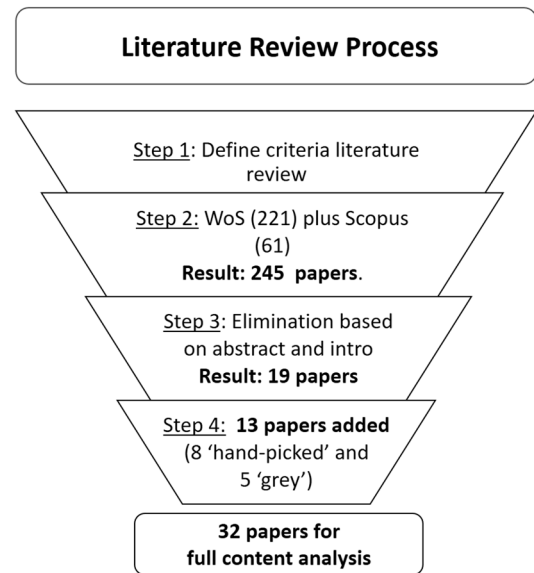 Literature Review Process
Step 1: Define criteria literature
review
Step 2: WoS (221) plus Scopus
(61)
Result: 245 papers.
Step 3: Elimination based
on abstract and intro
Result: 19 papers
Step 4: 13 papers added
(8 ‘hand-picked’ and
5 ‘grey’)
32 papers for
full content analysis